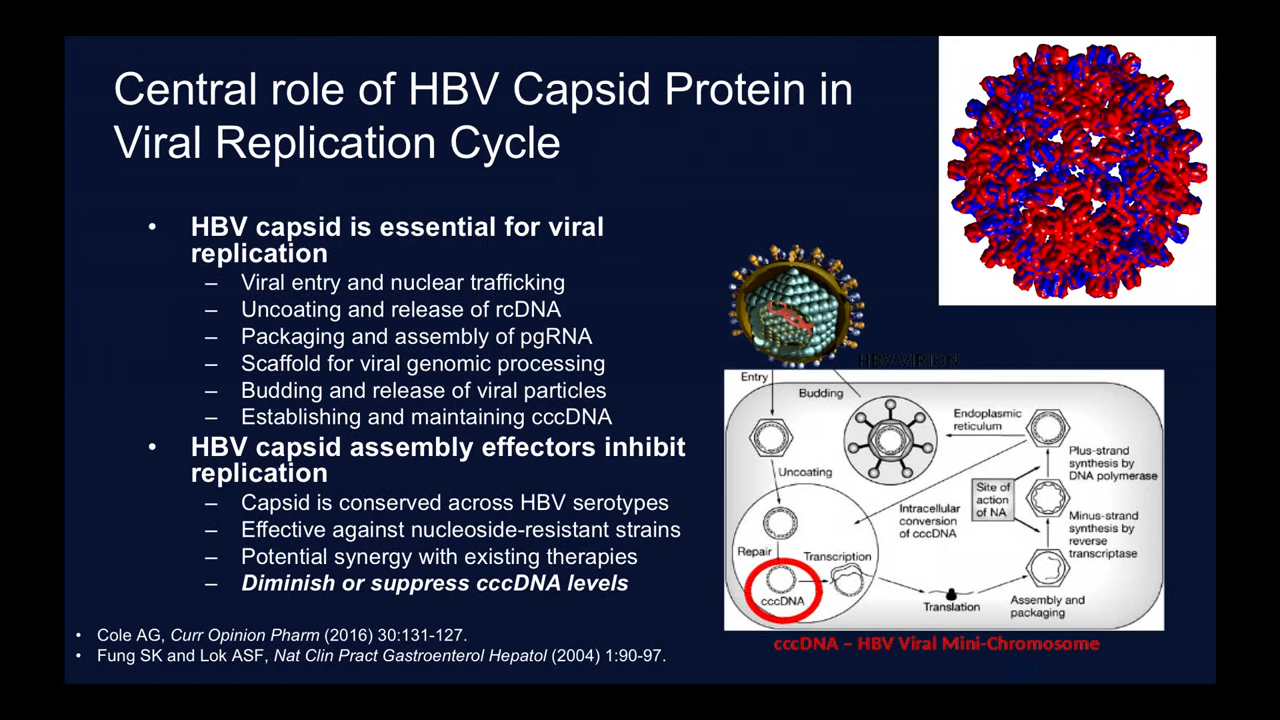 Central role of HBV Capsid Protein in
Viral Replication Cycle
• HBV capsid is essential for viral
replication
– Viral entry and nuclear trafficking
– Uncoating and release of rcDNA
– Packaging and assembly of pgRNA
– Scaffold for viral genomic processing
– Budding and release of viral particles
– Establishing and maintaining cccDNA
• HBV capsid assembly effectors inhibit
replication
– Capsid is conserved across HBV serotypes
– Effective against nucleoside-resistant strains
– Potential synergy with existing therapies
– Diminish or suppress cccDNA levels
• Cole AG, Curr Opinion Pharm (2016) 30:131-127.
• Fung SK and Lok ASF, Nat Clin Pract Gastroenterol Hepatol (2004) 1:90-97.
HBV VIRION
Entry
Budding
Endoplasmic
reticulum
Uncoating
Plus-strand
synthesis by
DNA polymerase
Site of
action
of NA
Intracellular
conversion
of cccDNA
Minus-strand
synthesis by
reverse
transcriptase
Repair
Transcription
cccDNA
Translation
Assembly and
packaging
cccDNA – HBV Viral Mini-Chromosome